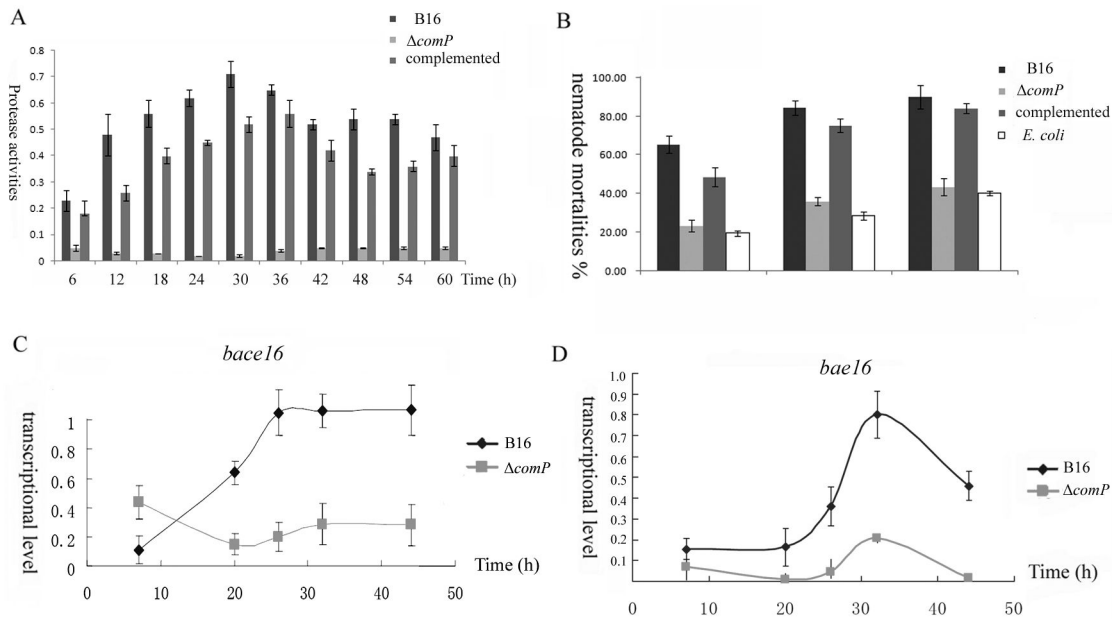 A
B16
ΔcomP
complemented
Protease activities
0.8
0.7
0.6
0.5
0.4
0.3
0.2
0.1
0
6 12 18 24 30 36 42 48 54 60 Time (h)
B
B16
ΔcomP
complemented
E. coli
nematode mortalities %
100.00
80.00
60.00
40.00
20.00
0.00
C
bace16
transcriptional level
1
0.8
0.6
0.4
0.2
0
B16
ΔcomP
Time (h)
0 10 20 30 40 50
D
bae16
transcriptional level
1.0
0.9
0.8
0.7
0.6
0.5
0.4
0.3
0.2
0.1
B16
ΔcomP
Time (h)
0 10 20 30 40 50